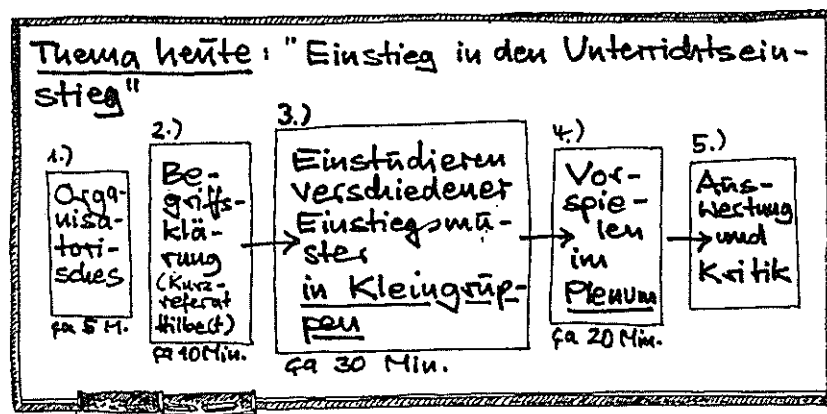 Thema heute: "Einstieg in den Unterrichtsein-
stieg"
1.)
Orga-
nisa-
tori-
sches
ca 5 M.
2.)
Be-
griffs-
klä-
rung
(Kurz-
referat
Hilbert)
ca 10 Min.
3.)
Einstudieren
verschiedener
Einstiegsmu-
ster
in Kleingrup-
pen
ca 30 Min.
4.)
Vor-
spie-
len
im
Plenum
ca 20 Min.
5.)
Aus-
wertung
und
Kritik